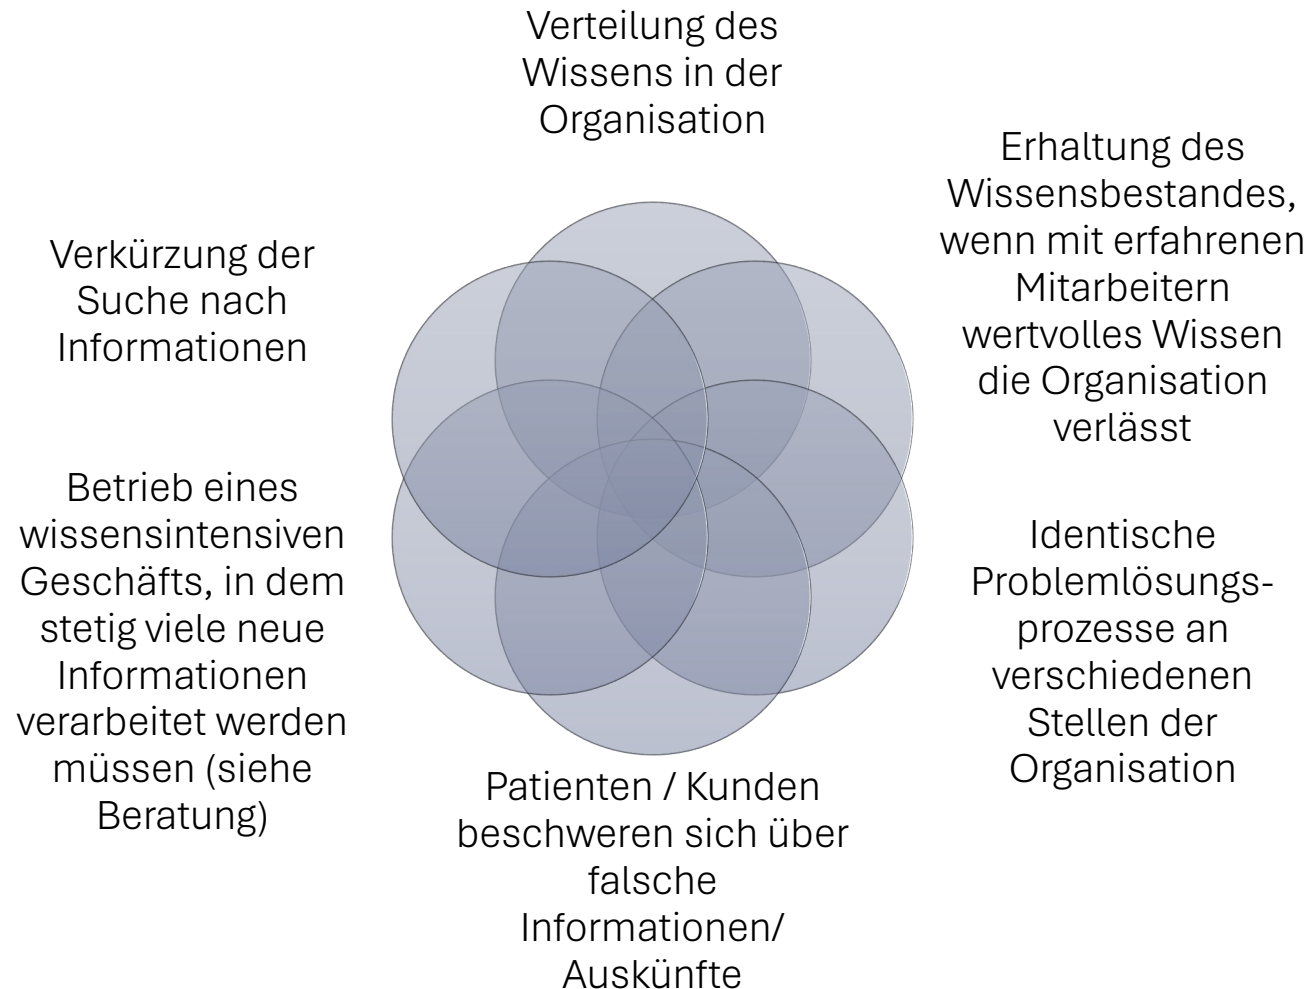 Verteilung des
Wissens in der
Organisation
Erhaltung des
Wissensbestandes,
wenn mit erfahrenen
Mitarbeitern
wertvolles Wissen
die Organisation
verlässt
Identische
Problemlösungs-
prozesse an
verschiedenen
Stellen der
Organisation
Patienten / Kunden
beschweren sich über
falsche
Informationen/
Auskünfte
Betrieb eines
wissensintensiven
Geschäfts, in dem
stetig viele neue
Informationen
verarbeitet werden
müssen (siehe
Beratung)
Verkürzung der
Suche nach
Informationen